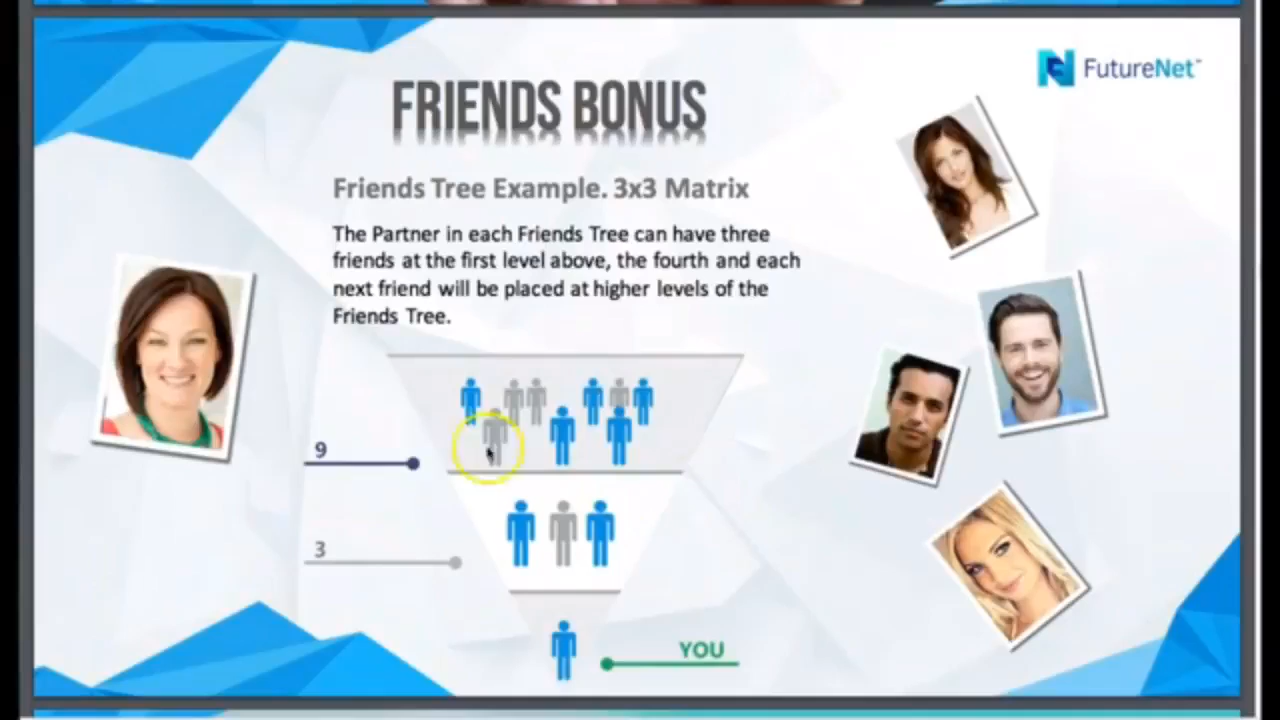 FutureNet™
FRIENDS BONUS
Friends Tree Example. 3x3 Matrix
The Partner in each Friends Tree can have three
friends at the first level above, the fourth and each
next friend will be placed at higher levels of the
Friends Tree.
9
3
YOU